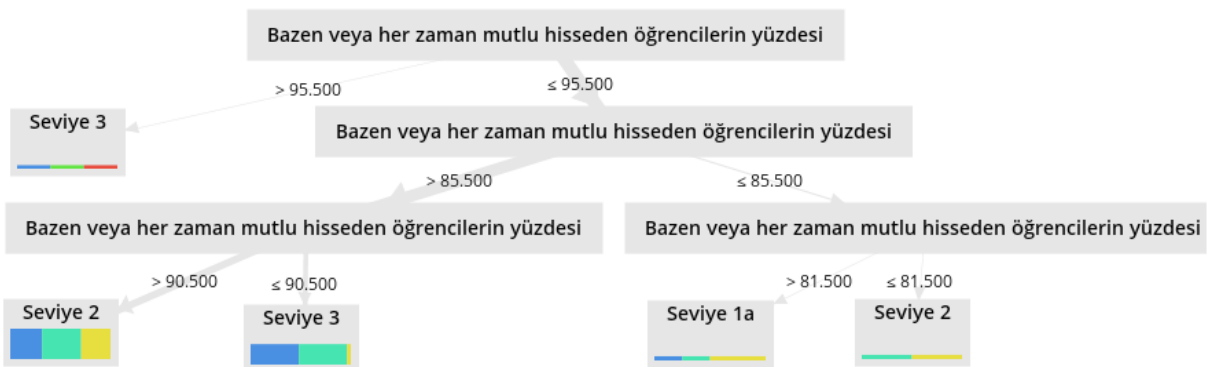 Bazen veya her zaman mutlu hisseden öğrencilerin yüzdesi
> 95.500
≤ 95.500
Seviye 3
Bazen veya her zaman mutlu hisseden öğrencilerin yüzdesi
> 85.500
≤ 85.500
Bazen veya her zaman mutlu hisseden öğrencilerin yüzdesi
Bazen veya her zaman mutlu hisseden öğrencilerin yüzdesi
> 90.500
≤ 90.500
> 81.500
≤ 81.500
Seviye 2
Seviye 3
Seviye 1a
Seviye 2